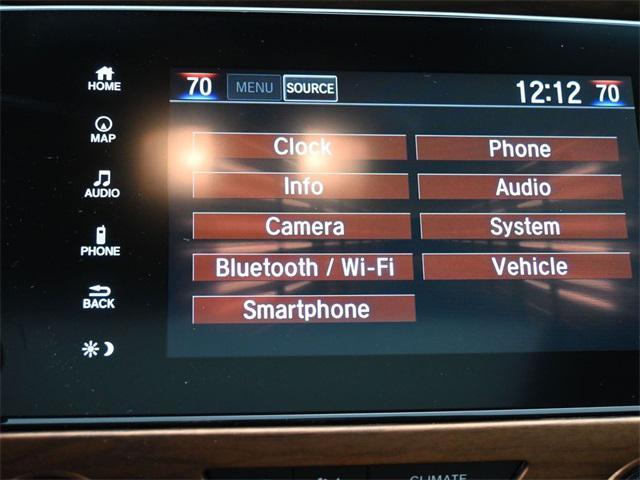 HOME
MAP
AUDIO
PHONE
BACK
70 MENU SOURCE 12:12 70
Clock Phone
Info Audio
Camera System
Bluetooth / Wi-Fi Vehicle
Smartphone
CLIMATE